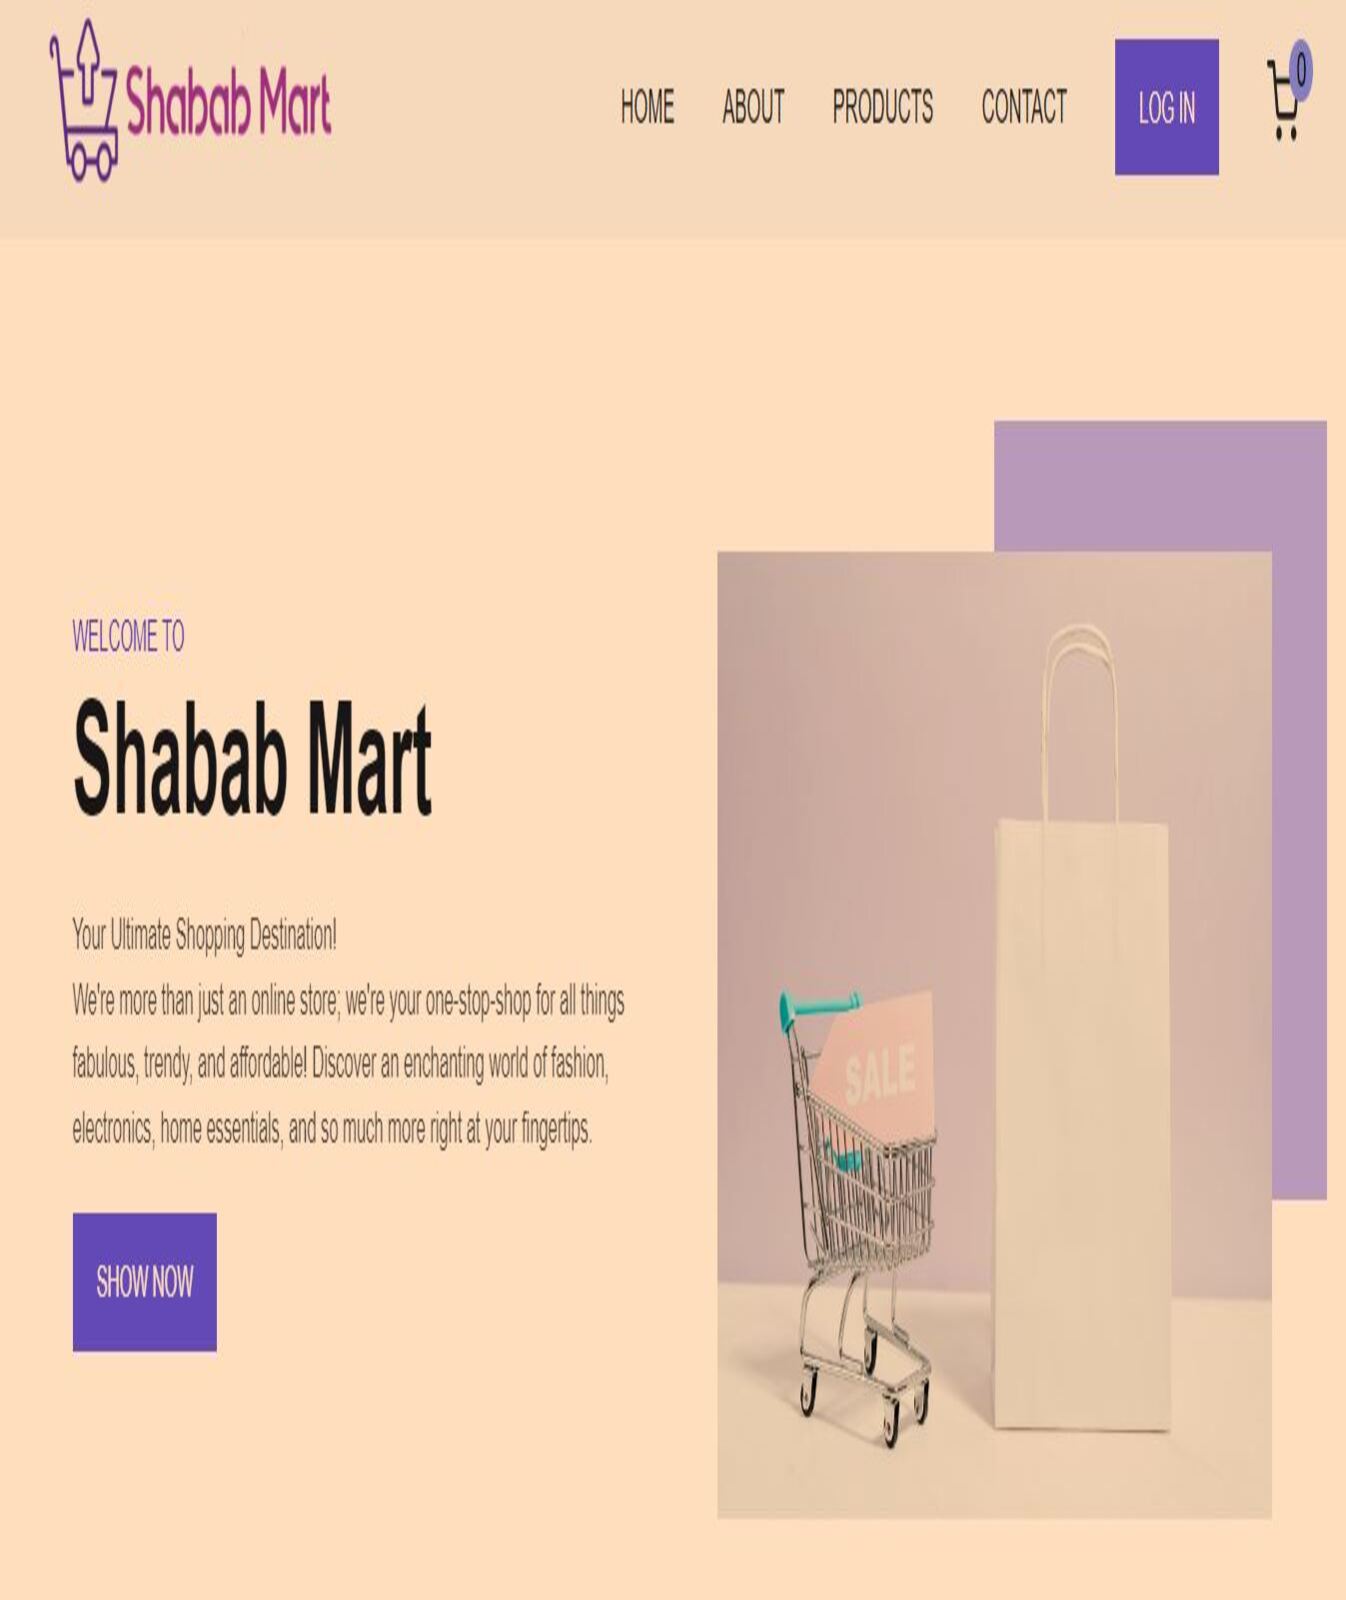 Shabab Mart
HOME ABOUT PRODUCTS CONTACT LOG IN 0
WELCOME TO
Shabab Mart
Your Ultimate Shopping Destination!
We're more than just an online store; we're your one-stop-shop for all things
fabulous, trendy, and affordable! Discover an enchanting world of fashion,
electronics, home essentials, and so much more right at your fingertips.
SALE
SHOW NOW